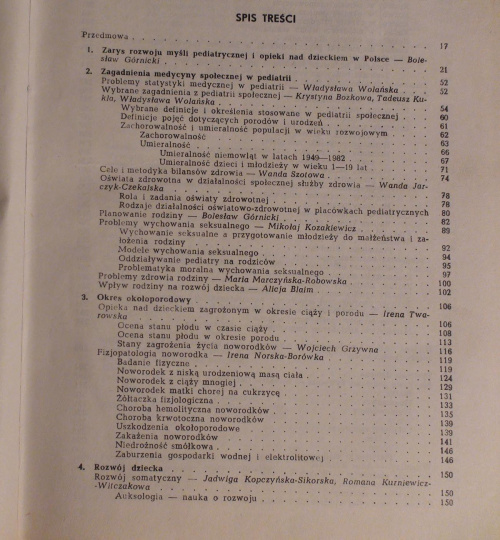 SPIS TREŚCI
Przedmowa . . . 17
1. Zarys rozwoju myśli pediatrycznej i opieki nad dzieckiem w Polsce — Bole-
sław Górnicki . . . 21
2. Zagadnienia medycyny społecznej w pediatrii . . . 52
Problemy statystyki medycznej w pediatrii — Władysława Wolańska . . . 52
Wybrane zagadnienia z pediatrii społecznej — Krystyna Bożkowa, Tadeusz Ku-
kla, Władysława Wolańska . . . 54
Wybrane definicje i określenia stosowane w pediatrii społecznej . . . 60
Definicje pojęć dotyczących porodów i urodzeń . . . 61
Zachorowalność i umieralność populacji w wieku rozwojowym . . . 62
Zachorowalność . . . 63
Umieralność . . . 66
Umieralność niemowląt w latach 1949—1982 . . . 67
Umieralność dzieci i młodzieży w wieku 1—19 lat . . . 71
Cele i metodyka bilansów zdrowia — Wanda Szotowa . . . 74
Oświata zdrowotna w działalności społecznej służby zdrowia — Wanda Jar-
czyk-Czekalska . . . 78
Rola i zadania oświaty zdrowotnej . . . 78
Rodzaje działalności oświatowo-zdrowotnej w placówkach pediatrycznych 80
Planowanie rodziny — Bolesław Górnicki . . . 82
Problemy wychowania seksualnego — Mikołaj Kozakiewicz . . . 89
Wychowanie seksualne a przygotowanie młodzieży do małżeństwa i za-
łożenia rodziny . . . 92
Modele wychowania seksualnego . . . 94
Oddziaływanie pediatry na rodziców . . . 95
Problematyka moralna wychowania seksualnego . . . 97
Problemy zdrowia rodziny — Maria Marczyńska-Robowska . . . 100
Wpływ rodziny na rozwój dziecka — Alicja Blaim . . . 102
3. Okres okołoporodowy . . . 106
Opieka nad dzieckiem zagrożonym w okresie ciąży i porodu — Irena Twa-
rowska . . . 106
Ocena stanu płodu w czasie ciąży . . . 108
Ocena stanu płodu w okresie porodu . . . 113
Stany zagrożenia życia noworodków — Wojciech Grzywna . . . 116
Fizjopatologia noworodka — Irena Norska-Borówka . . . 119
Badanie fizyczne . . . 119
Noworodek z niską urodzeniową masą ciała . . . 124
Noworodek z ciąży mnogiej . . . 129
Noworodek matki chorej na cukrzycę . . . 131
Żółtaczka fizjologiczna . . . 133
Choroba hemolityczna noworodków . . . 135
Choroba krwotoczna noworodków . . . 139
Uszkodzenia okołoporodowe . . . 139
Zakażenia noworodków . . . 141
Niedrożność smółkowa . . . 146
Zaburzenia gospodarki wodnej i elektrolitowej . . . 146
4. Rozwój dziecka . . . 150
Rozwój somatyczny — Jadwiga Kopczyńska-Sikorska, Romana Kurniewicz-
-Witczakowa . . . 150
Auksologia — nauka o rozwoju . . . 150